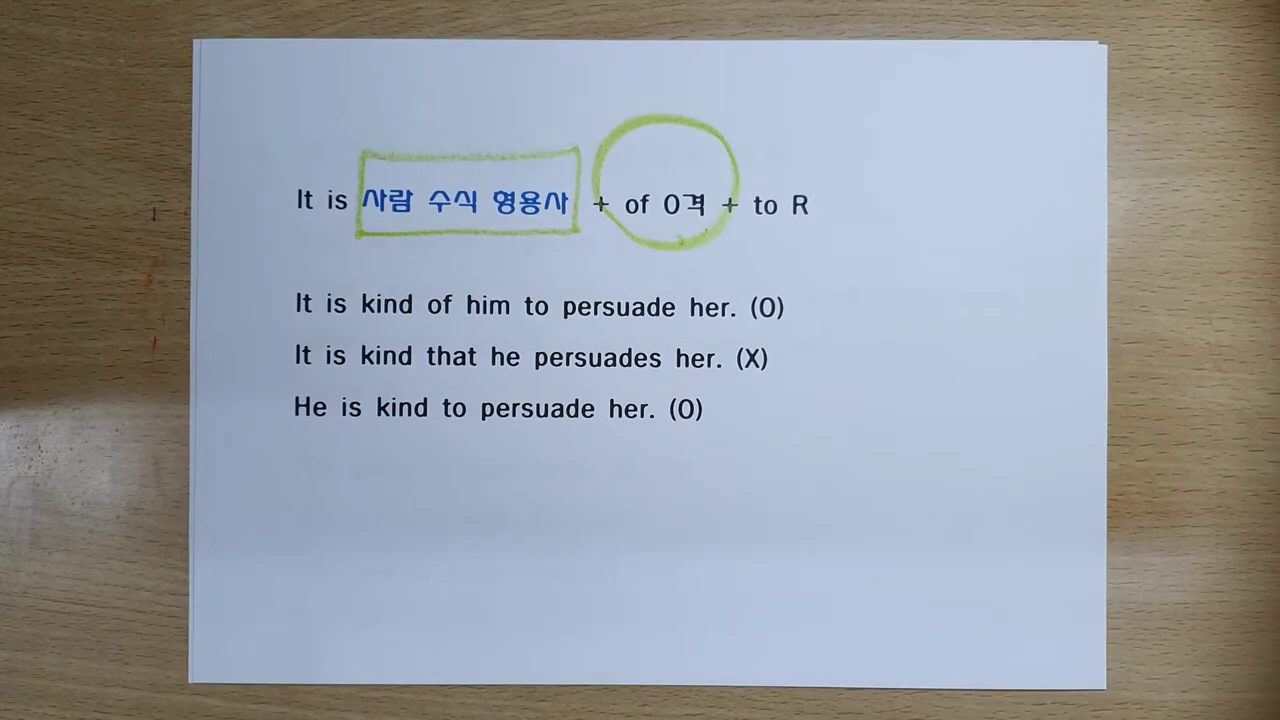 It is 사람 수식 형용사 + of O격 + to R
It is kind of him to persuade her. (O)
It is kind that he persuades her. (X)
He is kind to persuade her. (O)